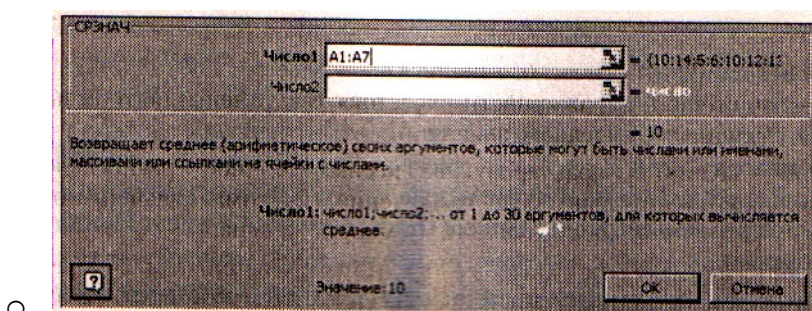 СРЗНАЧ
Число1 A1:A7 = {10:14:5:6:10:12:13
Число2 = число
= 10
Возвращает среднее (арифметическое) своих аргументов, которые могут быть числами или именами,
массивами или ссылками на ячейки с числами.
Число1: число1;число2;... от 1 до 30 аргументов, для которых вычисляется
среднее.
? Значение: 10 ОК Отмена